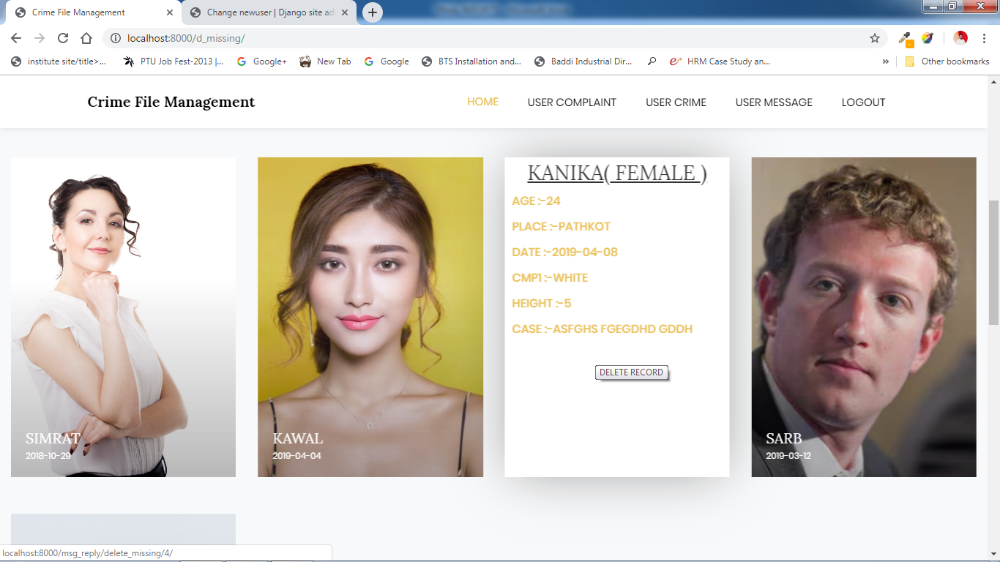 Crime File Management
Change newuser | Django site ad
localhost:8000/d_missing/
institute site/title>...
PTU Job Fest-2013 |...
Google+
New Tab
Google
BTS Installation and...
Baddi Industrial Dir...
HRM Case Study an...
»
Other bookmarks
Crime File Management
HOME
USER COMPLAINT
USER CRIME
USER MESSAGE
LOGOUT
KANIKA( FEMALE )
AGE :-24
PLACE :-PATHKOT
DATE :-2019-04-08
CMP1 :-WHITE
HEIGHT :-5
CASE :-ASFGHS FGEGDHD GDDH
DELETE RECORD
SIMRAT
2018-10-29
KAWAL
2019-04-04
SARB
2019-03-12
localhost:8000/msg_reply/delete_missing/4/